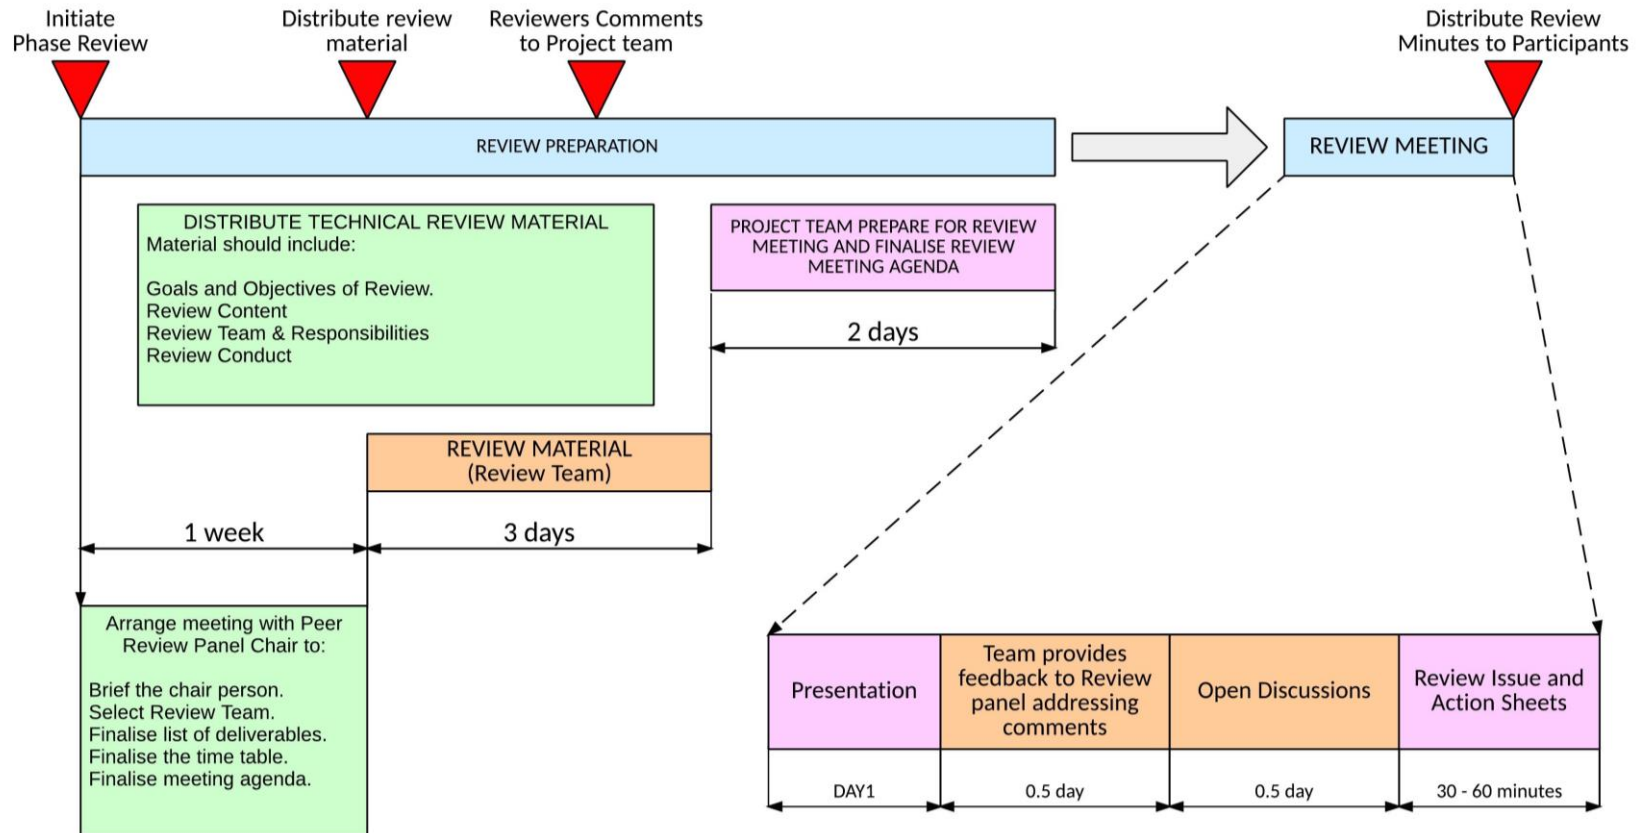 Initiate
Phase Review
Distribute review
material
Reviewers Comments
to Project team
Distribute Review
Minutes to Participants
REVIEW PREPARATION
REVIEW MEETING
DISTRIBUTE TECHNICAL REVIEW MATERIAL
Material should include:
Goals and Objectives of Review.
Review Content
Review Team & Responsibilities
Review Conduct
PROJECT TEAM PREPARE FOR REVIEW
MEETING AND FINALISE REVIEW
MEETING AGENDA
2 days
REVIEW MATERIAL
(Review Team)
1 week
3 days
Arrange meeting with Peer
Review Panel Chair to:
Brief the chair person.
Select Review Team.
Finalise list of deliverables.
Finalise the time table.
Finalise meeting agenda.
Presentation
Team provides
feedback to Review
panel addressing
comments
Open Discussions
Review Issue and
Action Sheets
DAY1
0.5 day
0.5 day
30 - 60 minutes